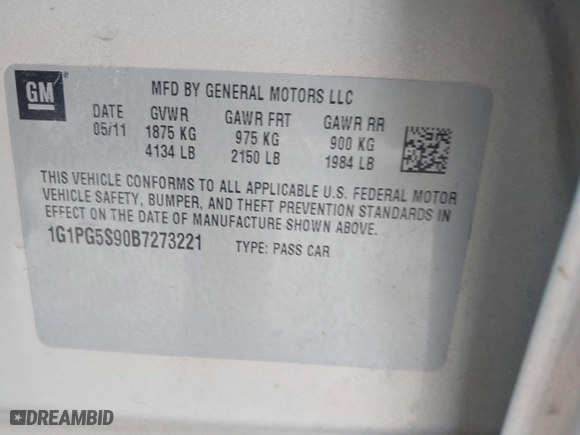 GM
MFD BY GENERAL MOTORS LLC
DATE GVWR GAWR FRT GAWR RR
05/11 1875 KG 975 KG 900 KG
4134 LB 2150 LB 1984 LB
THIS VEHICLE CONFORMS TO ALL APPLICABLE U.S. FEDERAL MOTOR
VEHICLE SAFETY, BUMPER, AND THEFT PREVENTION STANDARDS IN
EFFECT ON THE DATE OF MANUFACTURE SHOWN ABOVE.
1G1PG5S90B7273221 TYPE: PASS CAR
DREAMBID